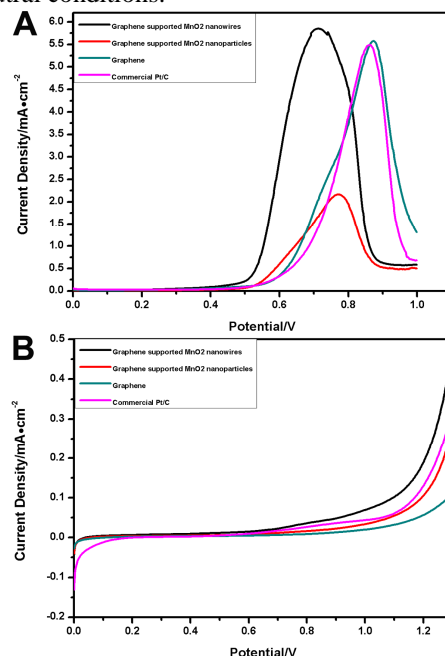 tral conditions.
A
Graphene supported MnO2 nanowires
Graphene supported MnO2 nanoparticles
Graphene
Commercial Pt/C
6.0
5.5
5.0
4.5
4.0
3.5
3.0
2.5
2.0
1.5
1.0
0.5
0.0
Current Density/mA•cm-2
0.0 0.2 0.4 0.6 0.8 1.0
Potential/V
B
Graphene supported MnO2 nanowires
Graphene supported MnO2 nanoparticles
Graphene
Commercial Pt/C
0.5
0.4
0.3
0.2
0.1
0.0
-0.1
-0.2
Current Density/mA•cm-2
0.0 0.2 0.4 0.6 0.8 1.0 1.2
Potential/V